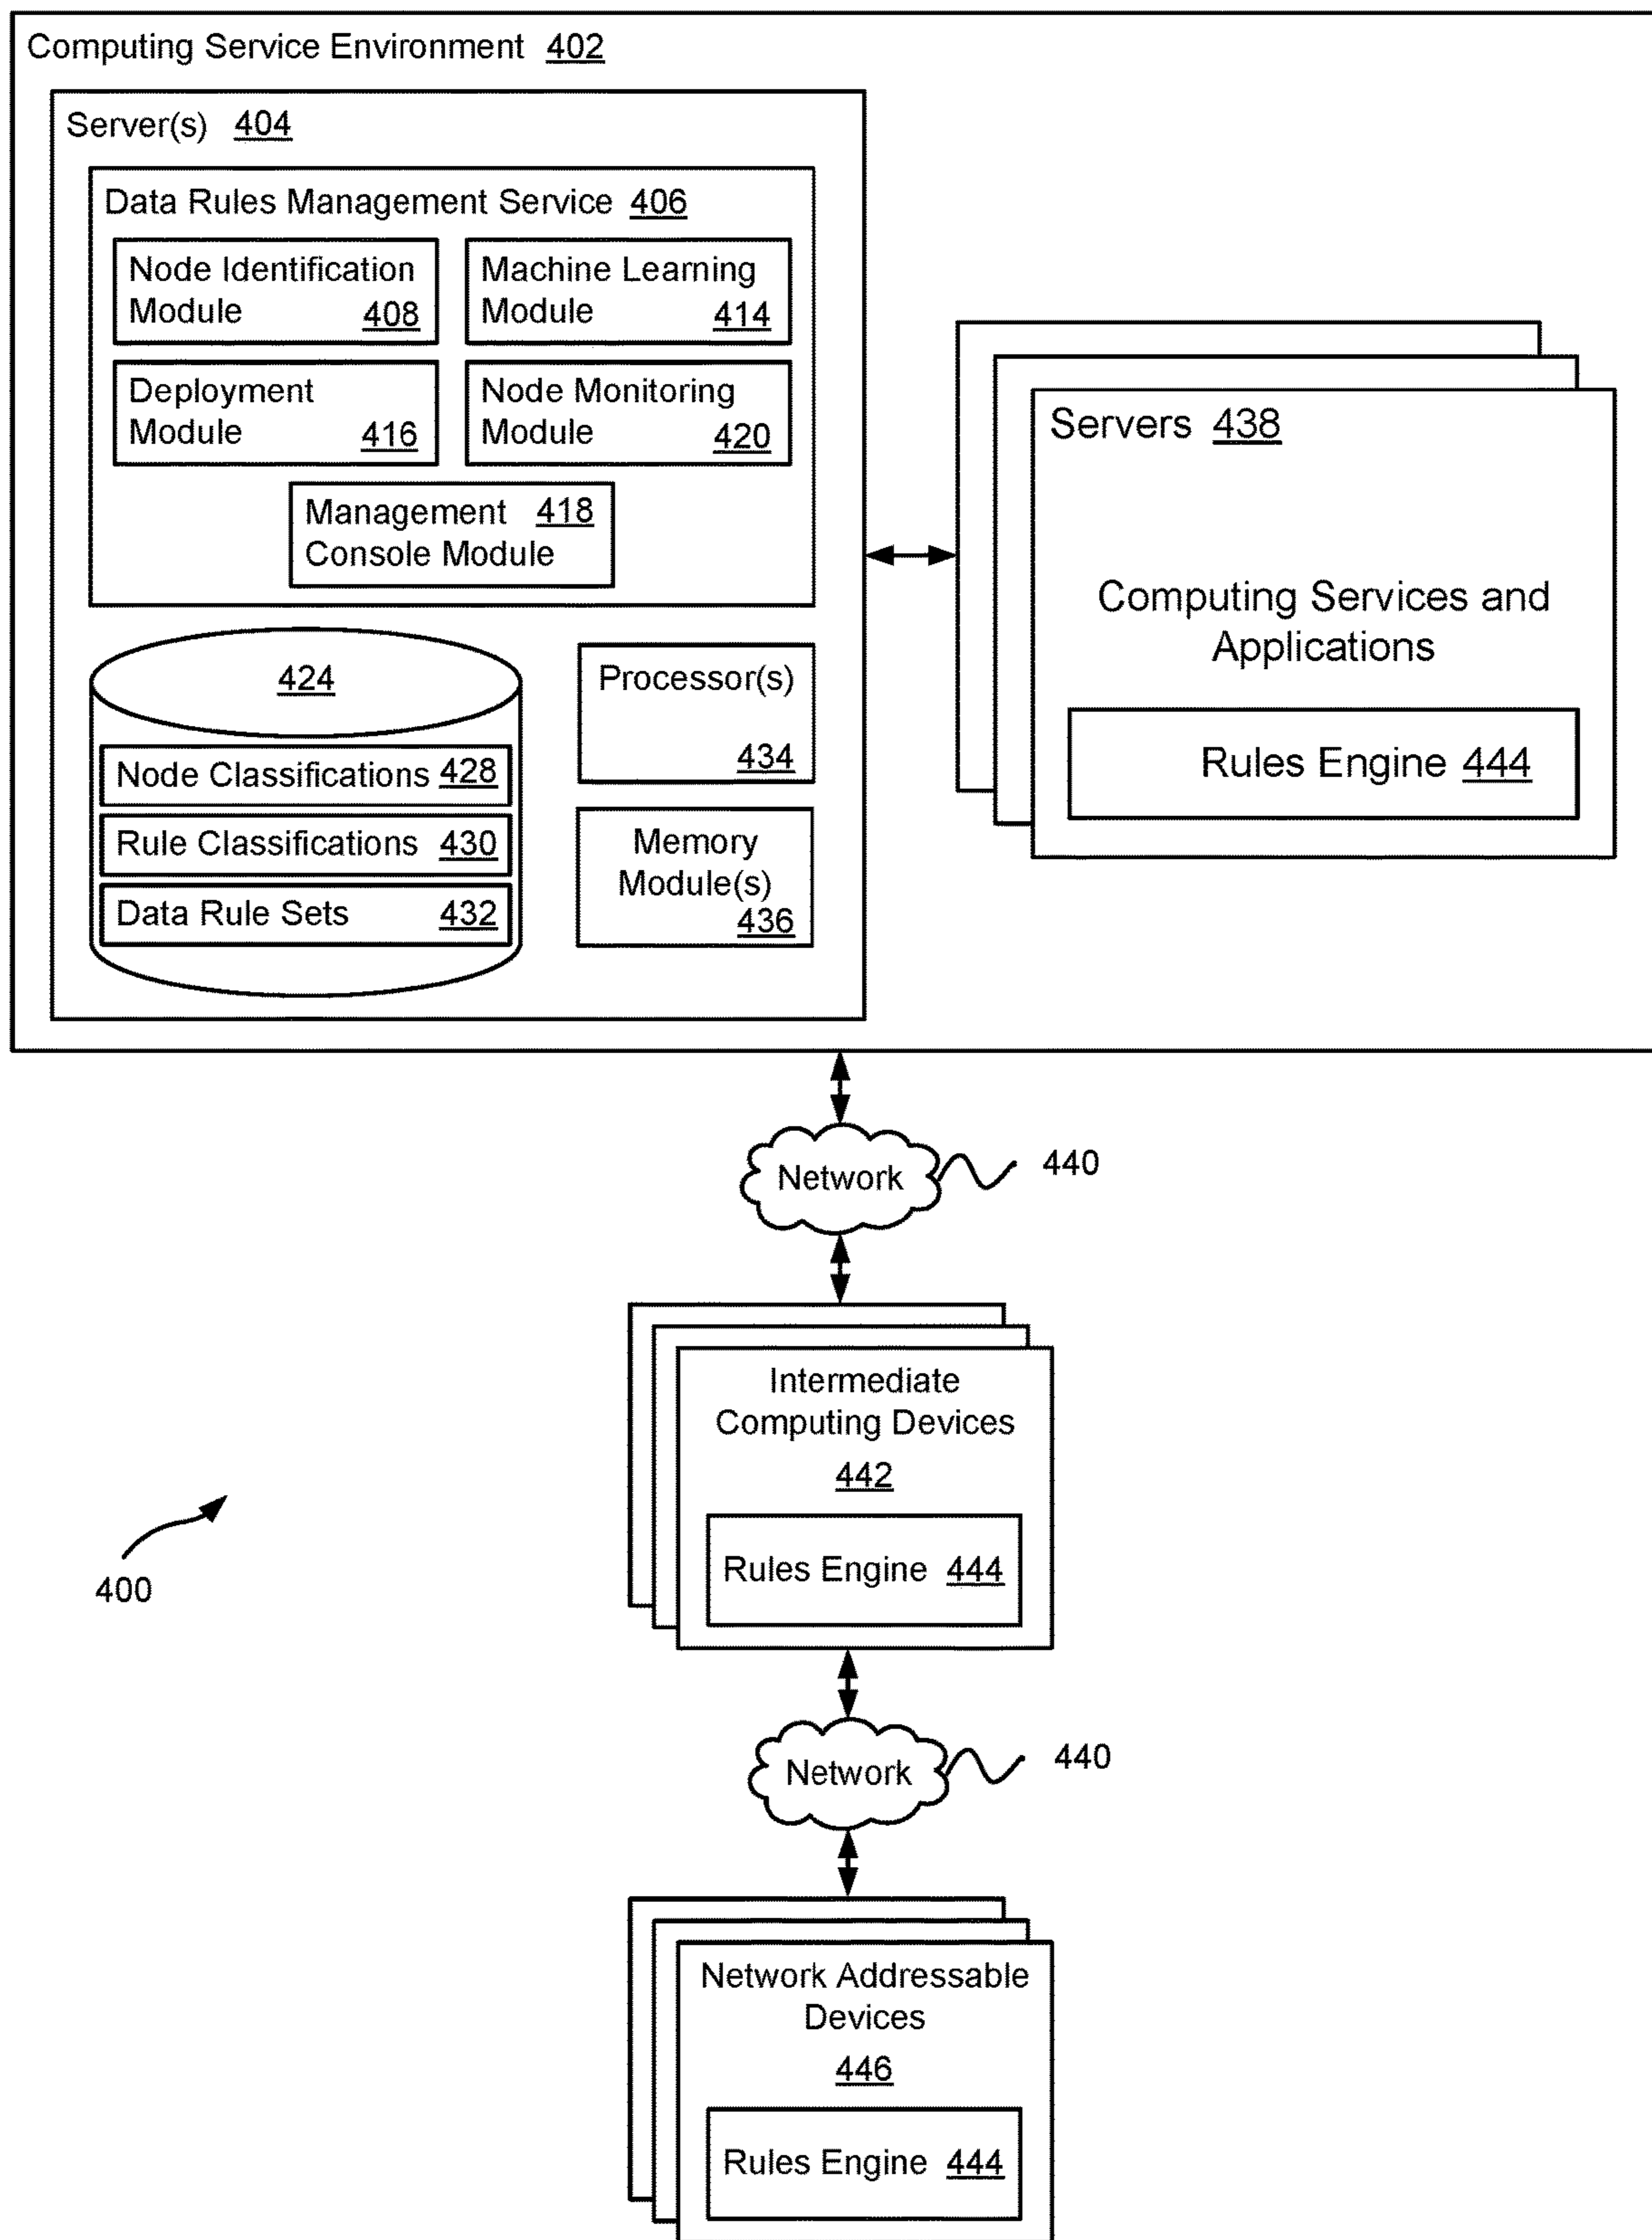 Computing Service Environment 402
Server(s) 404
Data Rules Management Service 406
Node Identification
Module 408
Machine Learning
Module 414
Deployment
Module 416
Node Monitoring
Module 420
Management 418
Console Module
424
Node Classifications 428
Rule Classifications 430
Data Rule Sets 432
Processor(s)
434
Memory
Module(s)
436
Servers 438
Computing Services and
Applications
Rules Engine 444
Network
440
Intermediate
Computing Devices
442
Rules Engine 444
400
Network
440
Network Addressable
Devices
446
Rules Engine 444